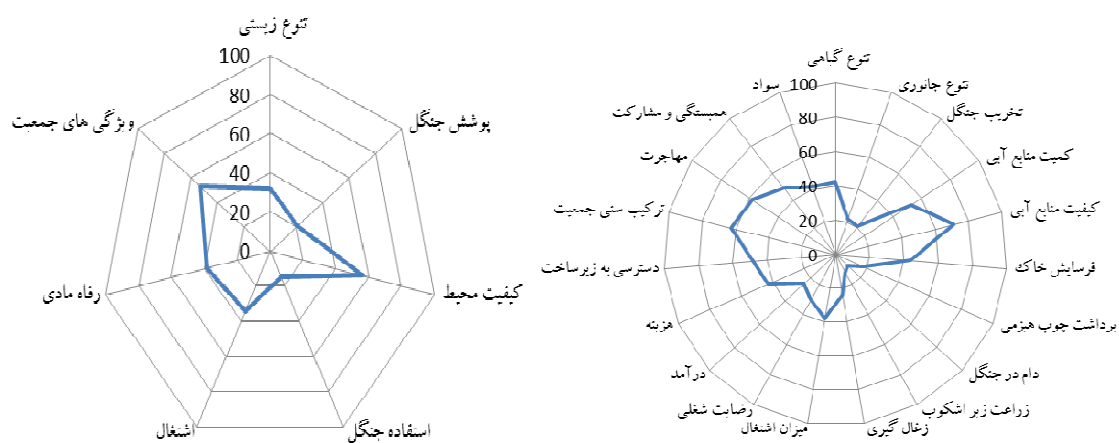 تنوع زیستی
100
80
60
40
20
0
پوشش جنگل
کیفیت محیط
استفاده جنگل
اشتغال
رفاه مادی
ویژگی های جمعیت
تنوع گیاهی
100
80
60
40
20
0
تنوع جانوری
تخریب جنگل
کمیت منابع آبی
کیفیت منابع آبی
فرسایش خاک
برداشت چوب هیزمی
دام در جنگل
زراعت زیر اشکوب
زغال گیری
میزان اشتغال
رضایت شغلی
درآمد
هزینه
دسترسی به زیرساخت
ترکیب سنی جمعیت
مهاجرت
همبستگی و مشارکت
سواد